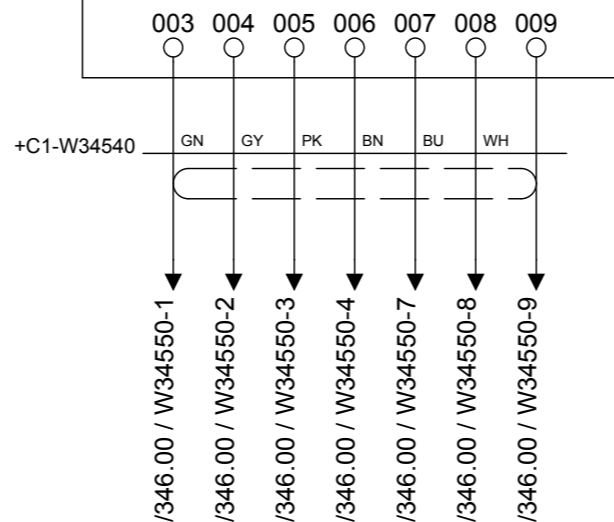 003 004 005 006 007 008 009
+C1-W34540 GN GY PK BN BU WH
/346.00 / W34550-1
/346.00 / W34550-2
/346.00 / W34550-3
/346.00 / W34550-4
/346.00 / W34550-7
/346.00 / W34550-8
/346.00 / W34550-9